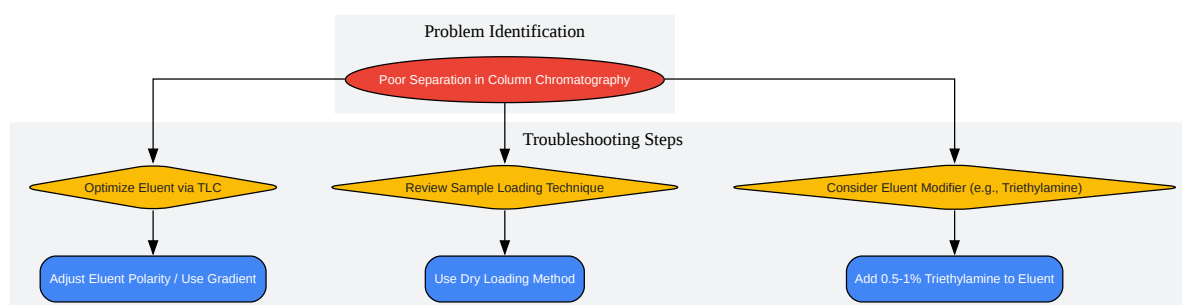 Problem Identification
Poor Separation in Column Chromatography
Troubleshooting Steps
Optimize Eluent via TLC
Review Sample Loading Technique
Consider Eluent Modifier (e.g., Triethylamine)
Adjust Eluent Polarity / Use Gradient
Use Dry Loading Method
Add 0.5-1% Triethylamine to Eluent